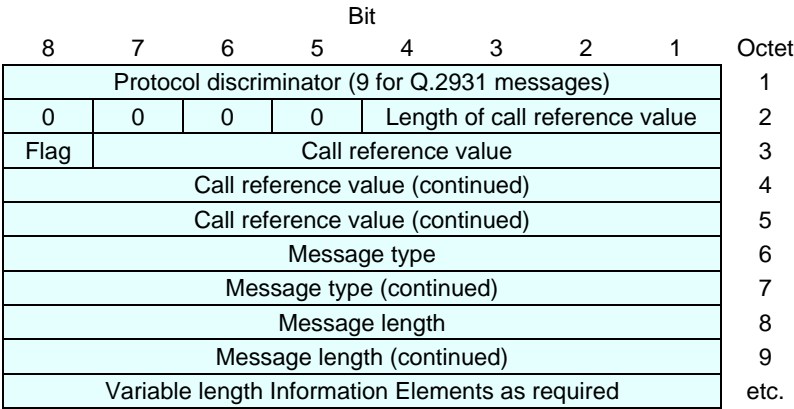 Bit
8 7 6 5 4 3 2 1 Octet
Protocol discriminator (9 for Q.2931 messages) 1
0 0 0 0 Length of call reference value 2
Flag Call reference value 3
Call reference value (continued) 4
Call reference value (continued) 5
Message type 6
Message type (continued) 7
Message length 8
Message length (continued) 9
Variable length Information Elements as required etc.